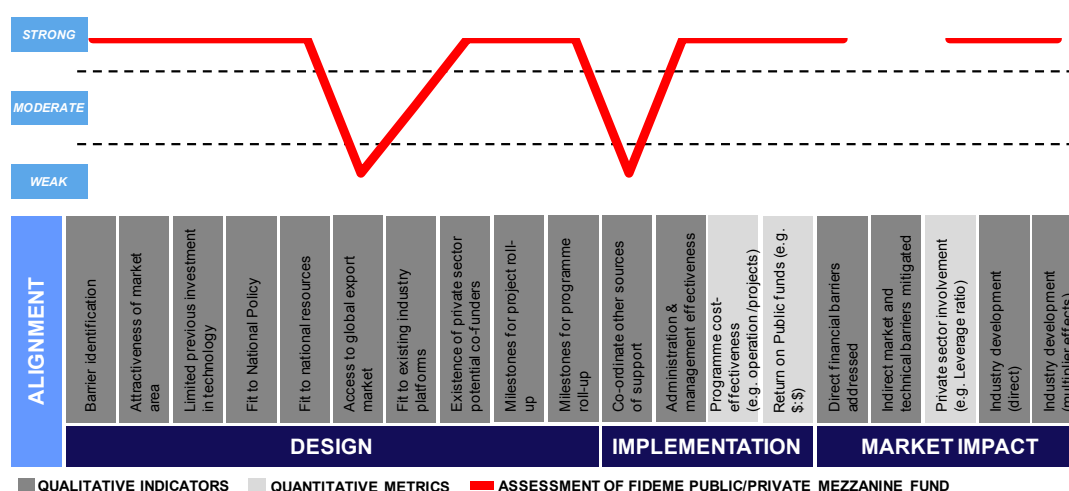 STRONG
MODERATE
WEAK
ALIGNMENT
Barrier identification
Attractiveness of market
area
Limited previous investment
in technology
Fit to National Policy
Fit to national resources
Access to global export
market
Fit to existing industry
platforms
Existence of private sector
potential co-funders
Milestones for project roll-
up
Milestones for programme
roll-up
Co-ordinate other sources
of support
Administration &
management effectiveness
Programme cost-
effectiveness
(e.g. operation /projects)
Return on Public funds (e.g.
$:$)
Direct financial barriers
addressed
Indirect market and
technical barriers mitigated
Private sector involvement
(e.g. Leverage ratio)
Industry development
(direct)
Industry development
(multiplier effects)
DESIGN
IMPLEMENTATION
MARKET IMPACT
QUALITATIVE INDICATORS
QUANTITATIVE METRICS
ASSESSMENT OF FIDEME PUBLIC/PRIVATE MEZZANINE FUND